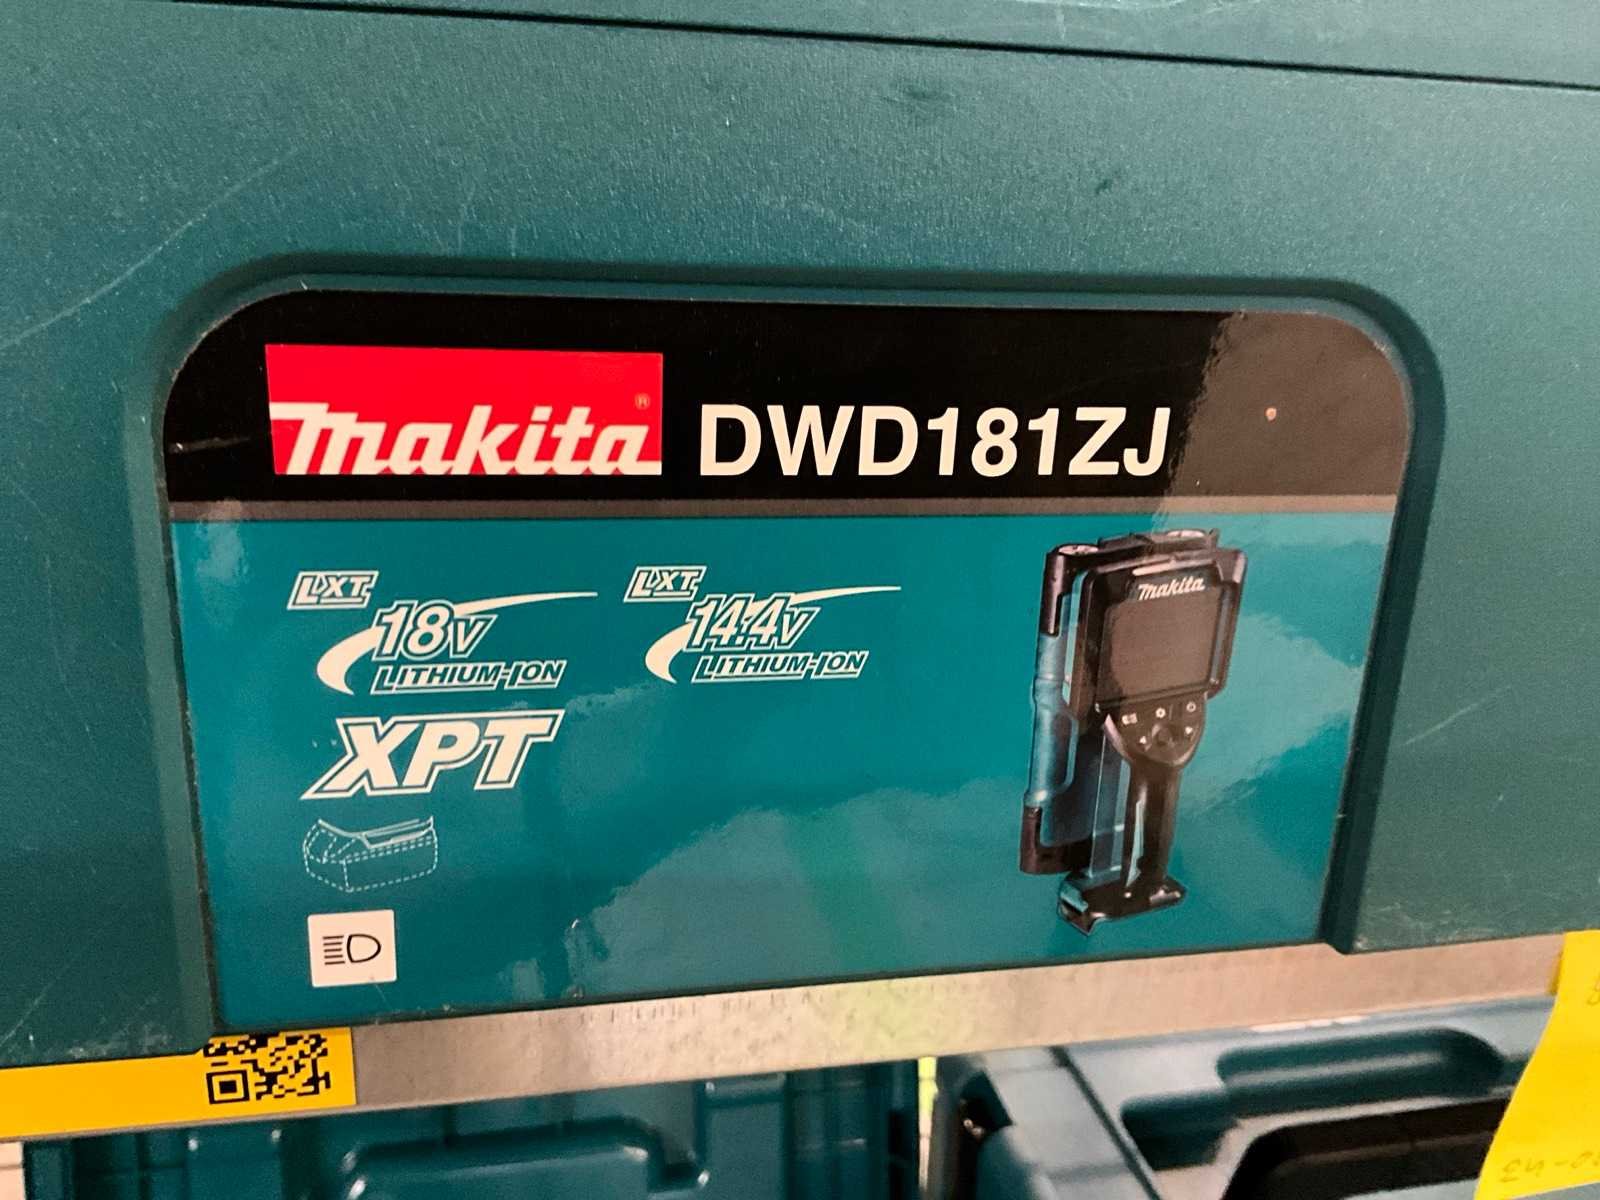 makita® DWD181ZJ
LXT LXT
18V 14.4V
LITHIUM-ION LITHIUM-ION
makita
XPT